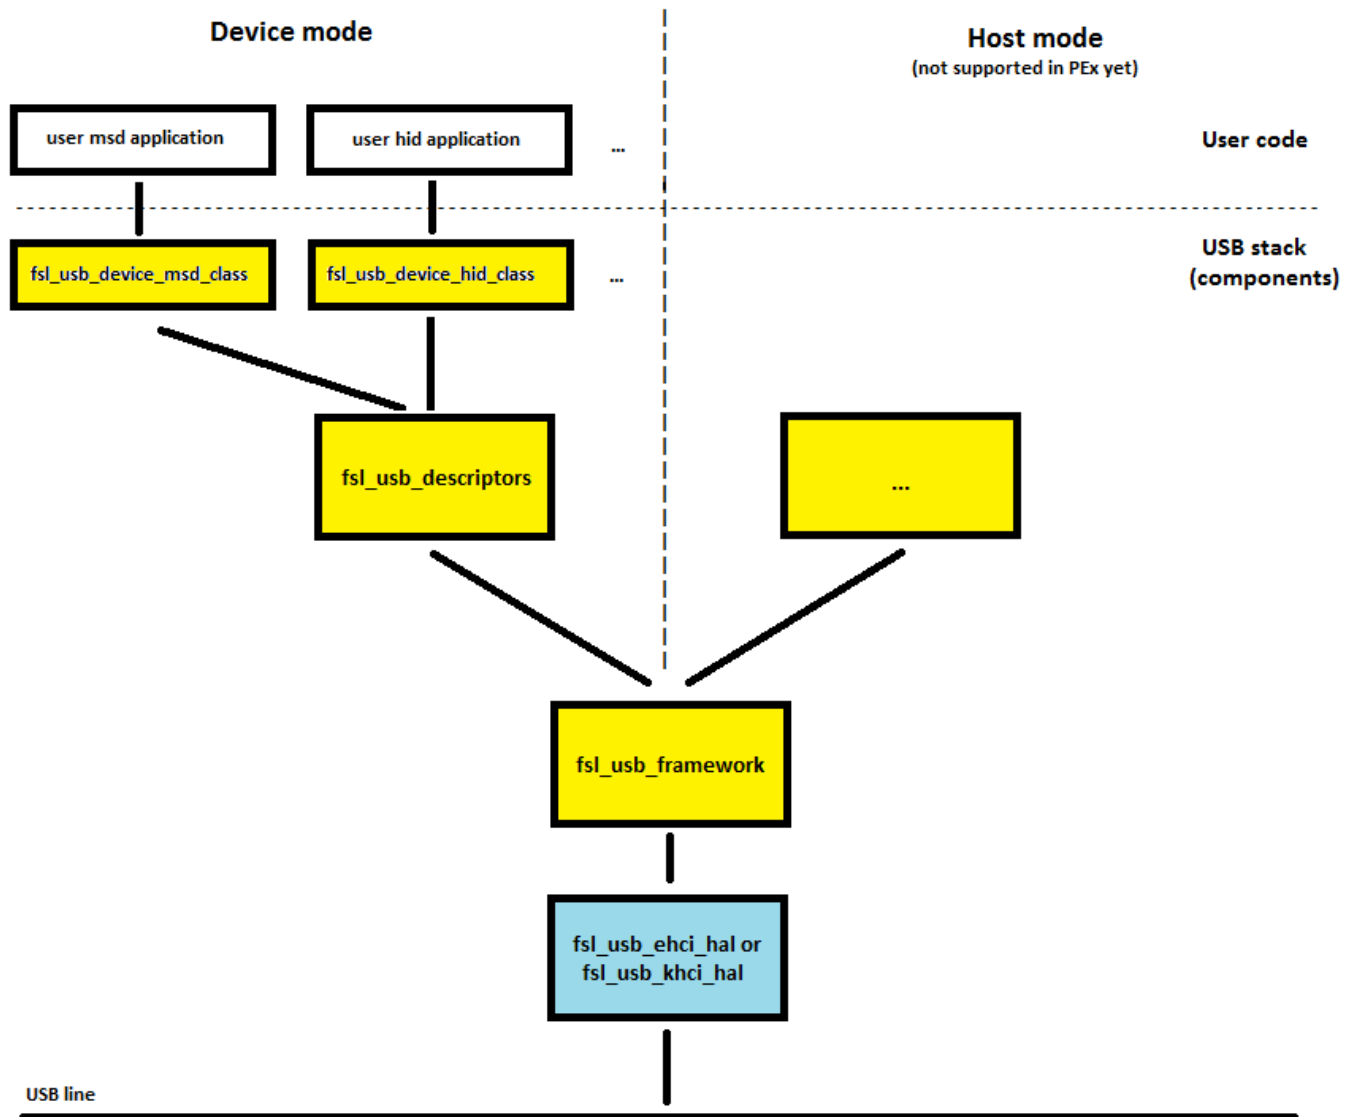 Device mode
Host mode
(not supported in PEx yet)
user msd application
user hid application
...
User code
fsl_usb_device_msd_class
fsl_usb_device_hid_class
...
USB stack
(components)
fsl_usb_descriptors
...
fsl_usb_framework
fsl_usb_ehci_hal or
fsl_usb_khci_hal
USB line